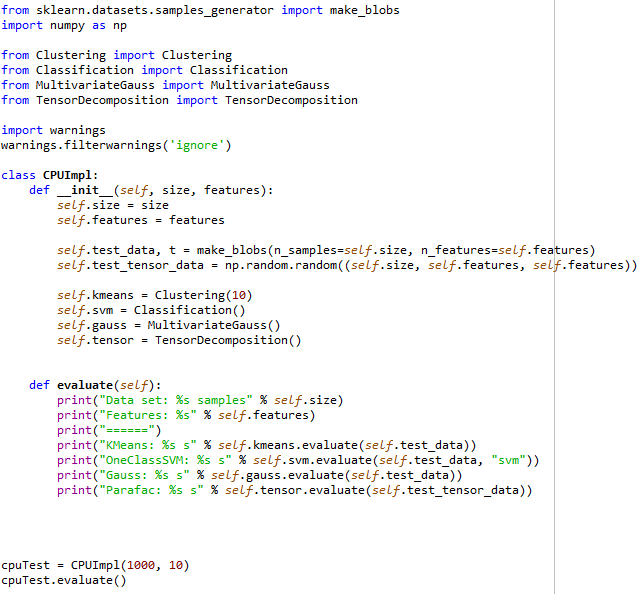 from sklearn.datasets.samples_generator import make_blobs
import numpy as np
from Clustering import Clustering
from Classification import Classification
from MultivariateGauss import MultivariateGauss
from TensorDecomposition import TensorDecomposition
import warnings
warnings.filterwarnings('ignore')
class CPUImpl:
    def __init__(self, size, features):
        self.size = size
        self.features = features
        self.test_data, t = make_blobs(n_samples=self.size, n_features=self.features)
        self.test_tensor_data = np.random.random((self.size, self.features, self.features))
        self.kmeans = Clustering(10)
        self.svm = Classification()
        self.gauss = MultivariateGauss()
        self.tensor = TensorDecomposition()
    def evaluate(self):
        print("Data set: %s samples" % self.size)
        print("Features: %s" % self.features)
        print("======")
        print("KMeans: %s s" % self.kmeans.evaluate(self.test_data))
        print("OneClassSVM: %s s" % self.svm.evaluate(self.test_data, "svm"))
        print("Gauss: %s s" % self.gauss.evaluate(self.test_data))
        print("Parafac: %s s" % self.tensor.evaluate(self.test_tensor_data))
cpuTest = CPUImpl(1000, 10)
cpuTest.evaluate()